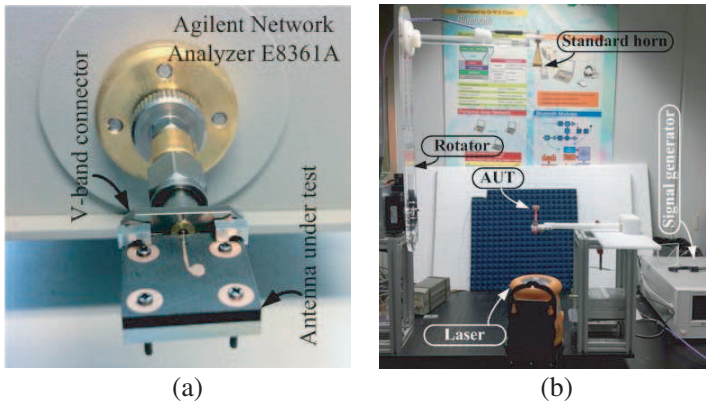 Agilent Network
Analyzer E8361A
V-band connector
Antenna under test
(a)
Standard horn
Rotator
AUT
Signal generator
Laser
(b)